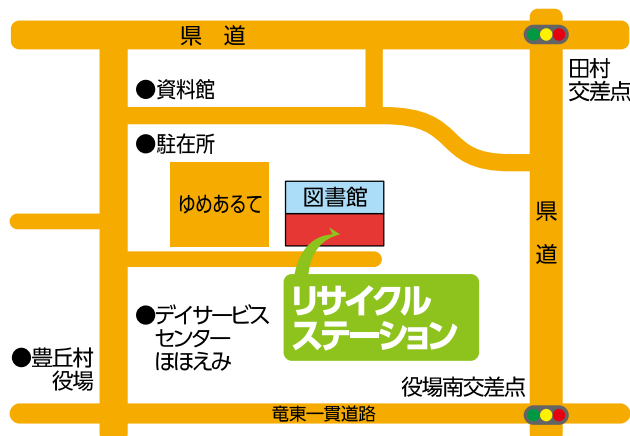 県道
田村
交差点
●資料館
●駐在所
ゆめあるて
図書館
県道
リサイクル
ステーション
●デイサービス
センター
ほほえみ
●豊丘村
役場
役場南交差点
竜東一貫道路